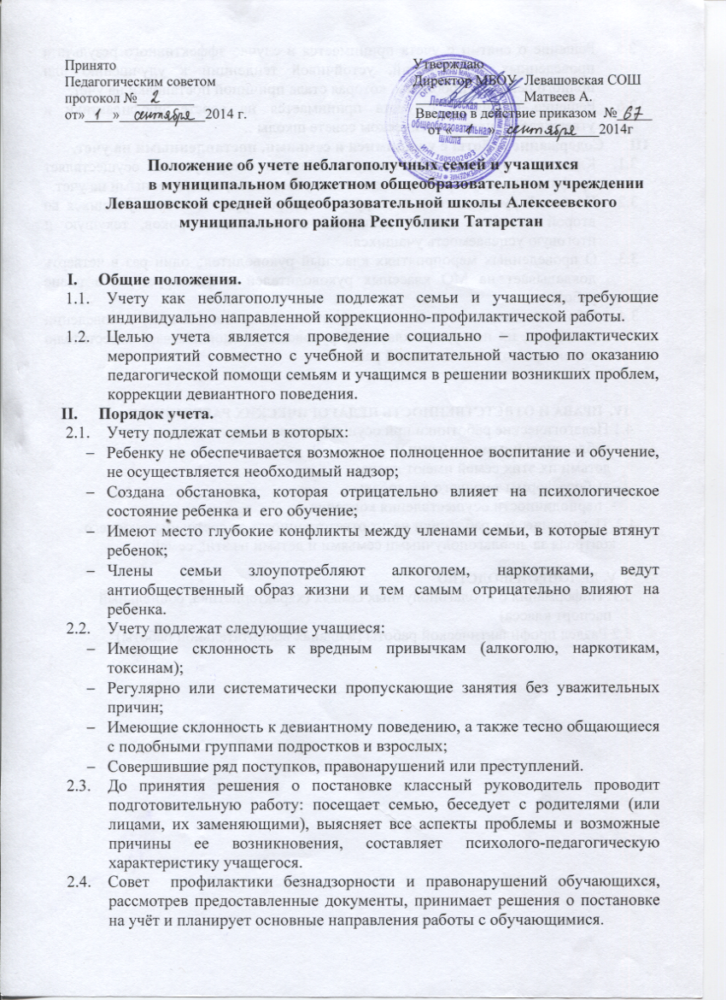 Принято
Педагогическим советом
протокол № 2
от» 1 » сентября 2014 г.
Утверждаю
Директор МБОУ Левашовская СОШ
Матвеев А.
Введено в действие приказом № 67
от « 1 » сентября 2014г
Левашовская
средняя
общеобразовательная
школа
ИНН 1605002693
Положение об учете неблагополучных семей и учащихся
в муниципальном бюджетном общеобразовательном учреждении
Левашовской средней общеобразовательной школы Алексеевского
муниципального района Республики Татарстан
I. Общие положения.
1.1. Учету как неблагополучные подлежат семьи и учащиеся, требующие
индивидуально направленной коррекционно-профилактической работы.
1.2. Целью учета является проведение социально – профилактических
мероприятий совместно с учебной и воспитательной частью по оказанию
педагогической помощи семьям и учащимся в решении возникших проблем,
коррекции девиантного поведения.
II. Порядок учета.
2.1. Учету подлежат семьи в которых:
– Ребенку не обеспечивается возможное полноценное воспитание и обучение,
не осуществляется необходимый надзор;
– Создана обстановка, которая отрицательно влияет на психологическое
состояние ребенка и его обучение;
– Имеют место глубокие конфликты между членами семьи, в которые втянут
ребенок;
– Члены семьи злоупотребляют алкоголем, наркотиками, ведут
антиобщественный образ жизни и тем самым отрицательно влияют на
ребенка.
2.2. Учету подлежат следующие учащиеся:
– Имеющие склонность к вредным привычкам (алкоголю, наркотикам,
токсинам);
– Регулярно или систематически пропускающие занятия без уважительных
причин;
– Имеющие склонность к девиантному поведению, а также тесно общающиеся
с подобными группами подростков и взрослых;
– Совершившие ряд поступков, правонарушений или преступлений.
2.3. До принятия решения о постановке классный руководитель проводит
подготовительную работу: посещает семью, беседует с родителями (или
лицами, их заменяющими), выясняет все аспекты проблемы и возможные
причины ее возникновения, составляет психолого-педагогическую
характеристику учащегося.
2.4. Совет профилактики безнадзорности и правонарушений обучающихся,
рассмотрев предоставленные документы, принимает решения о постановке
на учёт и планирует основные направления работы с обучающимися.